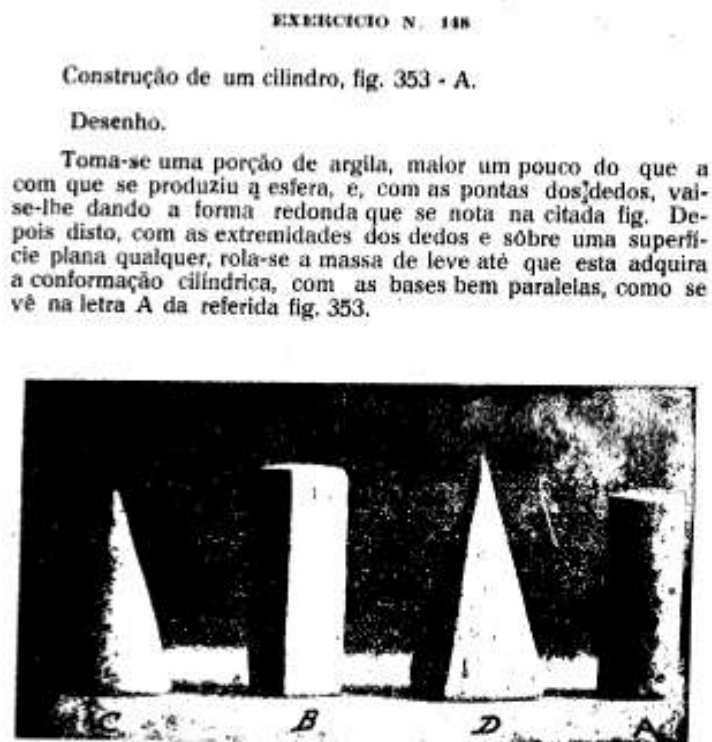 EXERCICIO N. 148
Construção de um cilindro, fig. 353 - A.
Desenho.
Toma-se uma porção de argila, maior um pouco do que a
com que se produziu a esfera, e, com as pontas dos dedos, vai-
se-lhe dando a forma redonda que se nota na citada fig. De-
pois disto, com as extremidades dos dedos e sôbre uma superfí-
cie plana qualquer, rola-se a massa de leve até que esta adquira
a conformação cilíndrica, com as bases bem paralelas, como se
vê na letra A da referida fig. 353.
C B D A